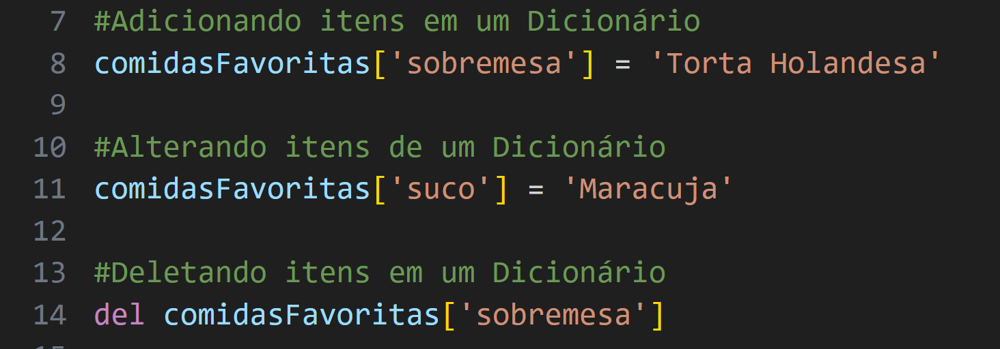 7 #Adicionando itens em um Dicionário
8 comidasFavoritas['sobremesa'] = 'Torta Holandesa'
9
10 #Alterando itens de um Dicionário
11 comidasFavoritas['suco'] = 'Maracuja'
12
13 #Deletando itens em um Dicionário
14 del comidasFavoritas['sobremesa']